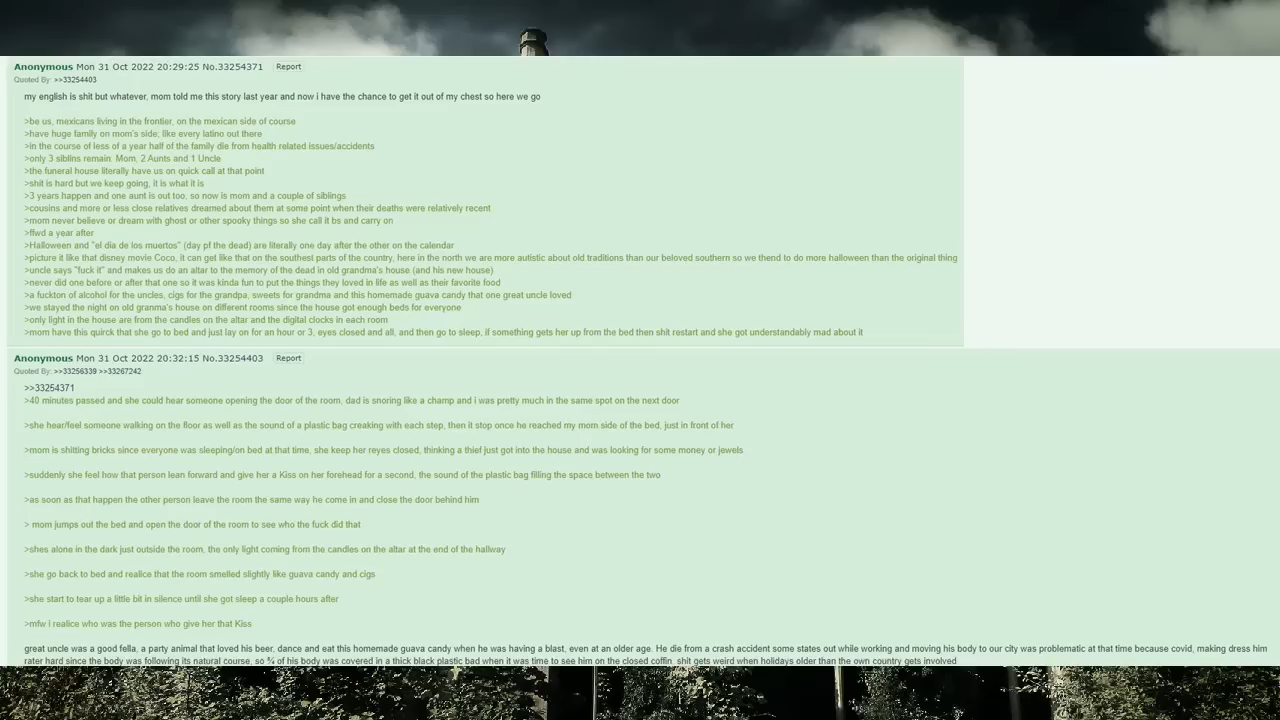 Anonymous Mon 31 Oct 2022 20:29:25 No.33254371 Report
Quoted By: >>33254403
my english is shit but whatever, mom told me this story last year and now i have the chance to get it out of my chest so here we go
>be us, mexicans living in the frontier, on the mexican side of course
>have huge family on mom's side; like every latino out there
>in the course of less of a year half of the family die from health related issues/accidents
>only 3 siblins remain: Mom, 2 Aunts and 1 Uncle
>the funeral house literally have us on quick call at that point
>shit is hard but we keep going, it is what it is
>3 years happen and one aunt is out too, so now is mom and a couple of siblings
>cousins and more or less close relatives dreamed about them at some point when their deaths were relatively recent
>mom never believe or dream with ghost or other spooky things so she call it bs and carry on
>ffwd a year after
>Halloween and "el dia de los muertos" (day pf the dead) are literally one day after the other on the calendar
>picture it like that disney movie Coco, it can get like that on the southest parts of the country, here in the north we are more autistic about old traditions than our beloved southern so we thend to do more halloween than the original thing
>uncle says "fuck it" and makes us do an altar to the memory of the dead in old grandma's house (and his new house)
>never did one before or after that one so it was kinda fun to put the things they loved in life as well as their favorite food
>a fuckton of alcohol for the uncles, cigs for the grandpa, sweets for grandma and this homemade guava candy that one great uncle loved
>we stayed the night on old granma's house on different rooms since the house got enough beds for everyone
>only light in the house are from the candles on the altar and the digital clocks in each room
>mom have this quirck that she go to bed and just lay on for an hour or 3, eyes closed and all, and then go to sleep, if something gets her up from the bed then shit restart and she got understandably mad about it
Anonymous Mon 31 Oct 2022 20:32:15 No.33254403 Report
Quoted By: >>33256339 >>33267242
>>33254371
>40 minutes passed and she could hear someone opening the door of the room, dad is snoring like a champ and i was pretty much in the same spot on the next door
>she hear/feel someone walking on the floor as well as the sound of a plastic bag creaking with each step, then it stop once he reached my mom side of the bed, just in front of her
>mom is shitting bricks since everyone was sleeping/on bed at that time, she keep her reyes closed, thinking a thief just got into the house and was looking for some money or jewels
>suddenly she feel how that person lean forward and give her a Kiss on her forehead for a second, the sound of the plastic bag filling the space between the two
>as soon as that happen the other person leave the room the same way he come in and close the door behind him
> mom jumps out the bed and open the door of the room to see who the fuck did that
>shes alone in the dark just outside the room, the only light coming from the candles on the altar at the end of the hallway
>she go back to bed and realice that the room smelled slightly like guava candy and cigs
>she start to tear up a little bit in silence until she got sleep a couple hours after
>mfw i realice who was the person who give her that Kiss
great uncle was a good fella, a party animal that loved his beer, dance and eat this homemade guava candy when he was having a blast, even at an older age. He die from a crash accident some states out while working and moving his body to our city was problematic at that time because covid, making dress him
rater hard since the body was following its natural course, so ¾ of his body was covered in a thick black plastic bad when it was time to see him on the closed coffin, shit gets weird when holidays older than the own country gets involved